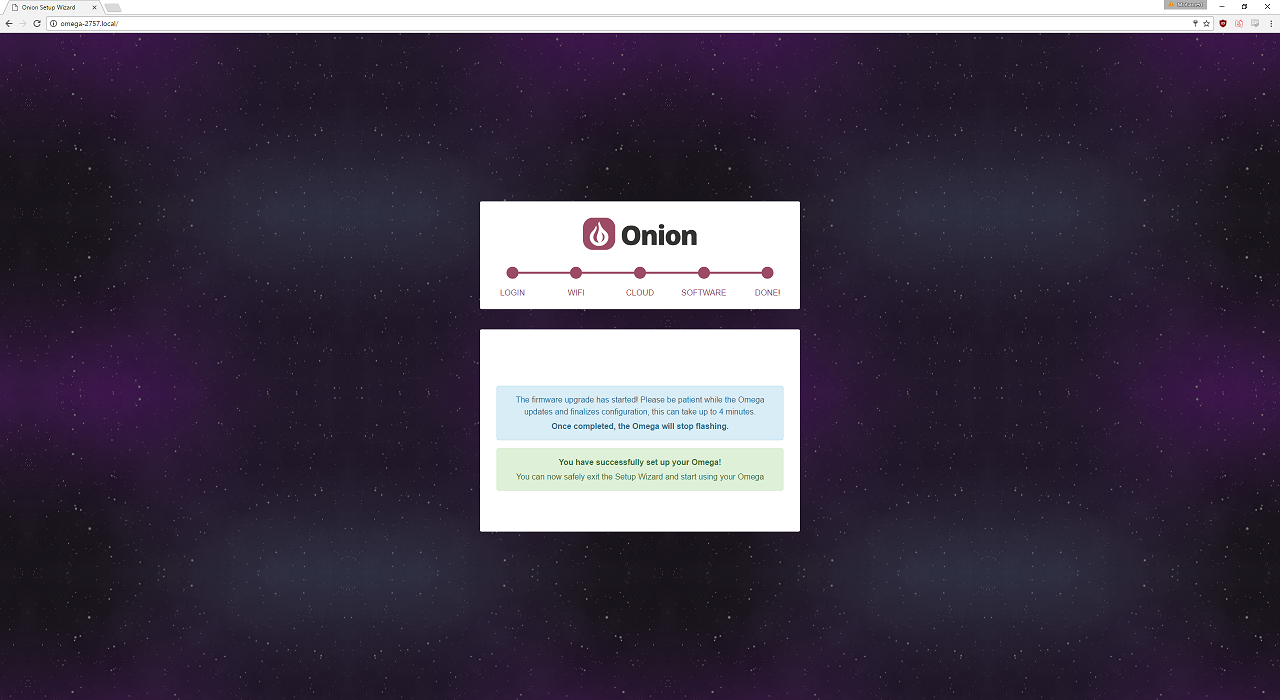 Onion Setup Wizard
omega-2757.local/
Onion
LOGIN WIFI CLOUD SOFTWARE DONE!
The firmware upgrade has started! Please be patient while the Omega
updates and finalizes configuration, this can take up to 4 minutes.
Once completed, the Omega will stop flashing.
You have successfully set up your Omega!
You can now safely exit the Setup Wizard and start using your Omega